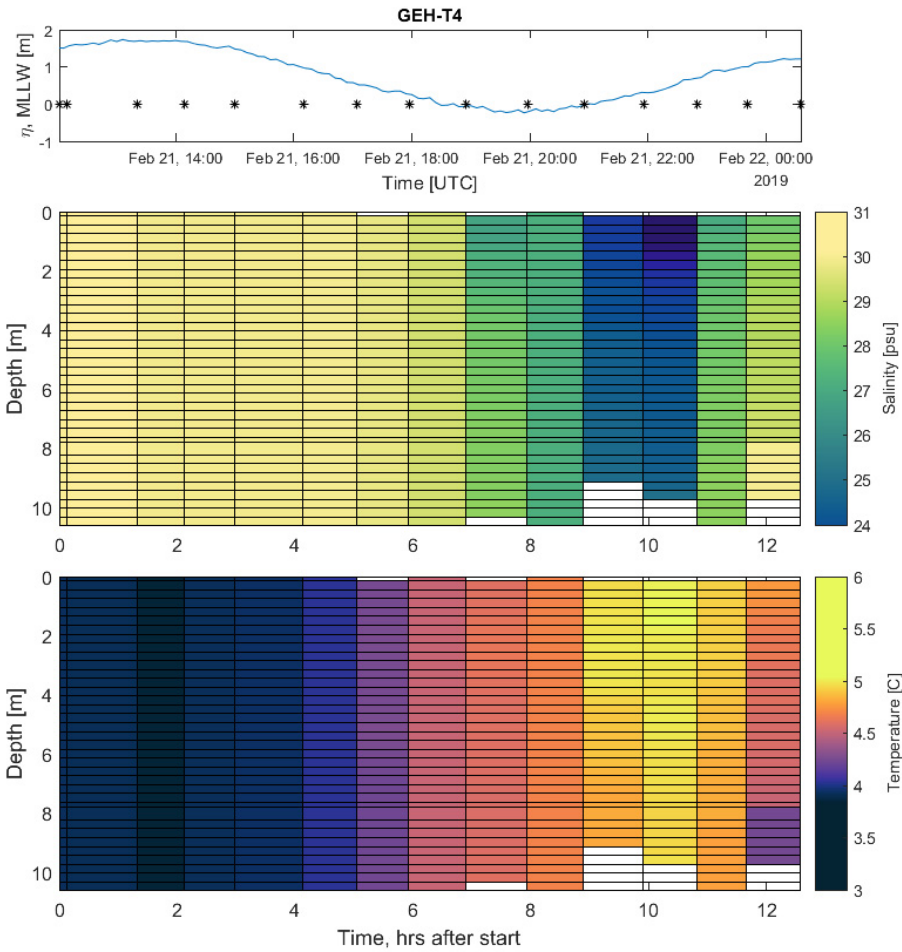 GEH-T4
η, MLLW [m]
2
1
0
-1
Feb 21, 14:00 Feb 21, 16:00 Feb 21, 18:00 Feb 21, 20:00 Feb 21, 22:00 Feb 22, 00:00
Time [UTC] 2019
Depth [m]
0
2
4
6
8
10
0 2 4 6 8 10 12
31
30
29
28
27
26
25
24
Salinity [psu]
Depth [m]
0
2
4
6
8
10
0 2 4 6 8 10 12
Time, hrs after start
6
5.5
5
4.5
4
3.5
3
Temperature [C]